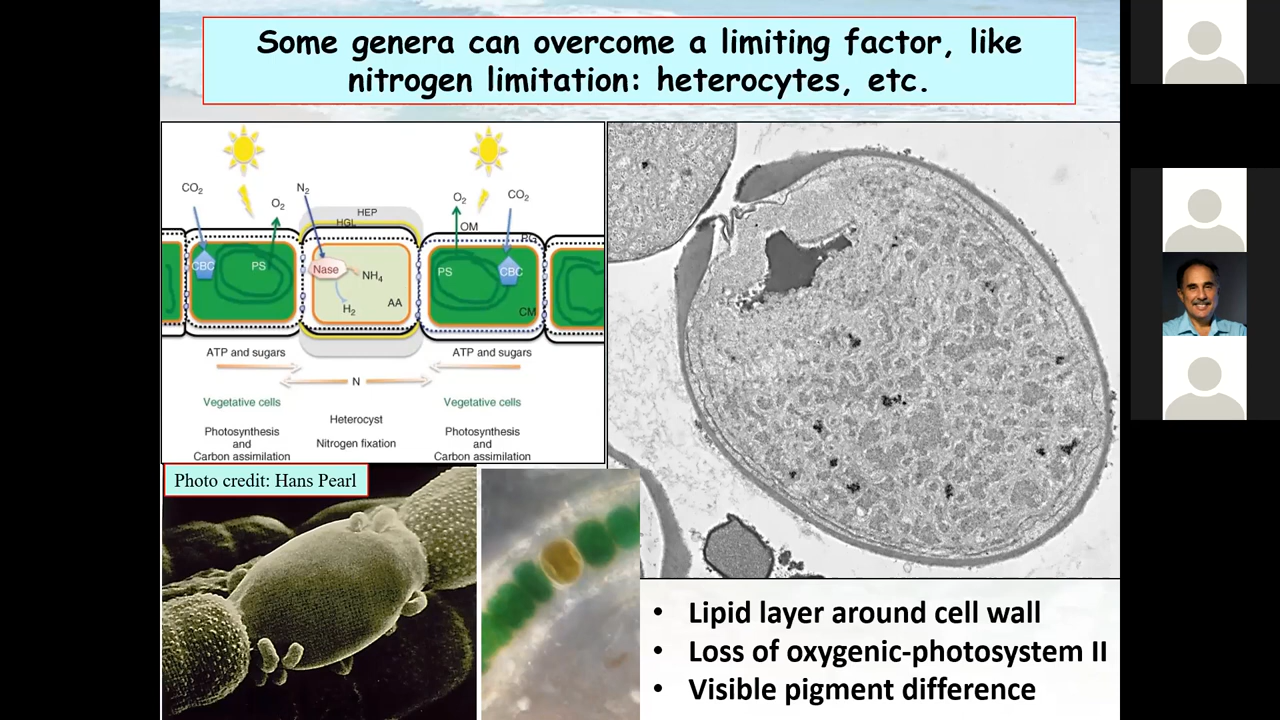 Some genera can overcome a limiting factor, like
nitrogen limitation: heterocytes, etc.
CO2
O2
N2
HEP
HGL
O2
CO2
OM
PG
CBC
PS
Nase
NH4
H2
AA
PS
CBC
CM
ATP and sugars
ATP and sugars
N
Vegetative cells
Heterocyst
Vegetative cells
Photosynthesis
and
Carbon assimilation
Nitrogen fixation
Photosynthesis
and
Carbon assimilation
Photo credit: Hans Pearl
• Lipid layer around cell wall
• Loss of oxygenic-photosystem II
• Visible pigment difference